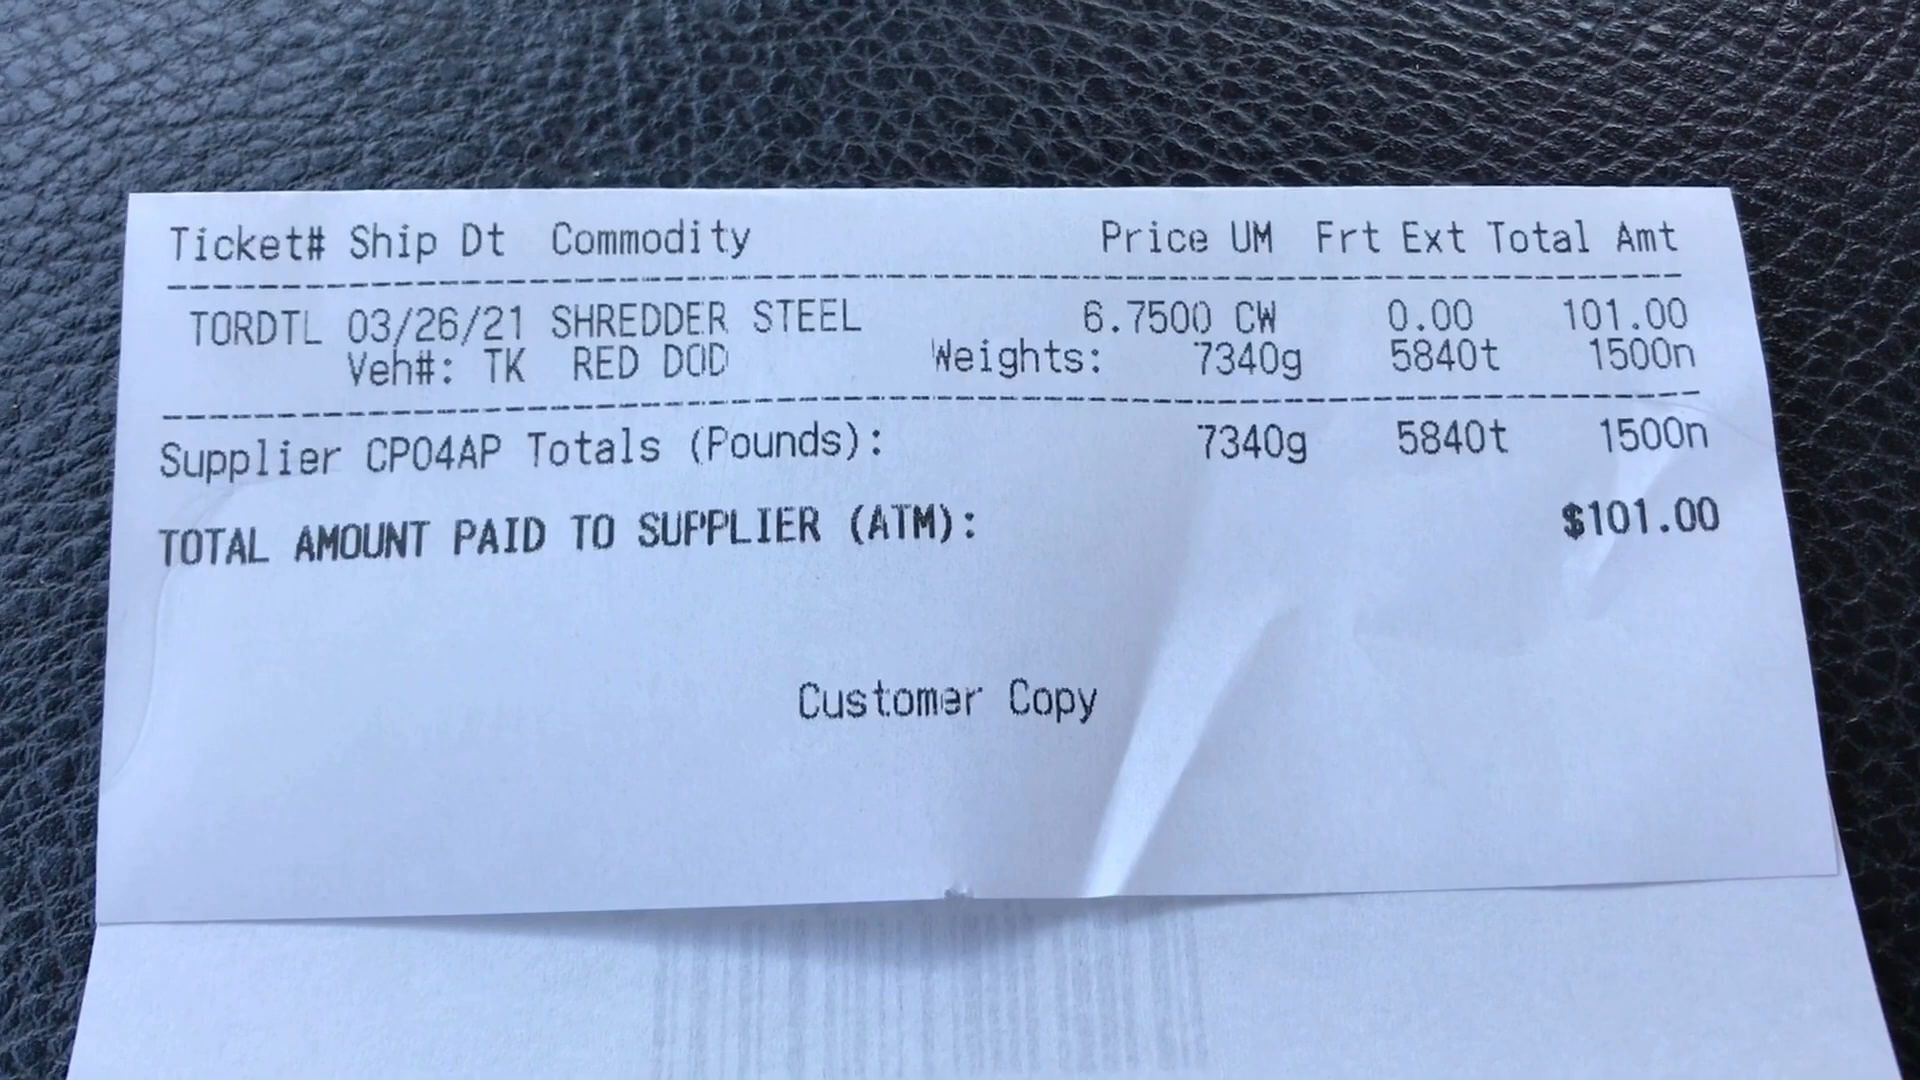 Ticket# Ship Dt Commodity Price UM Frt Ext Total Amt
TORDTL 03/26/21 SHREDDER STEEL 6.7500 CW 0.00 101.00
Veh#: TK RED DOD Weights: 7340g 5840t 1500n
Supplier CP04AP Totals (Pounds): 7340g 5840t 1500n
TOTAL AMOUNT PAID TO SUPPLIER (ATM): $101.00
Customer Copy